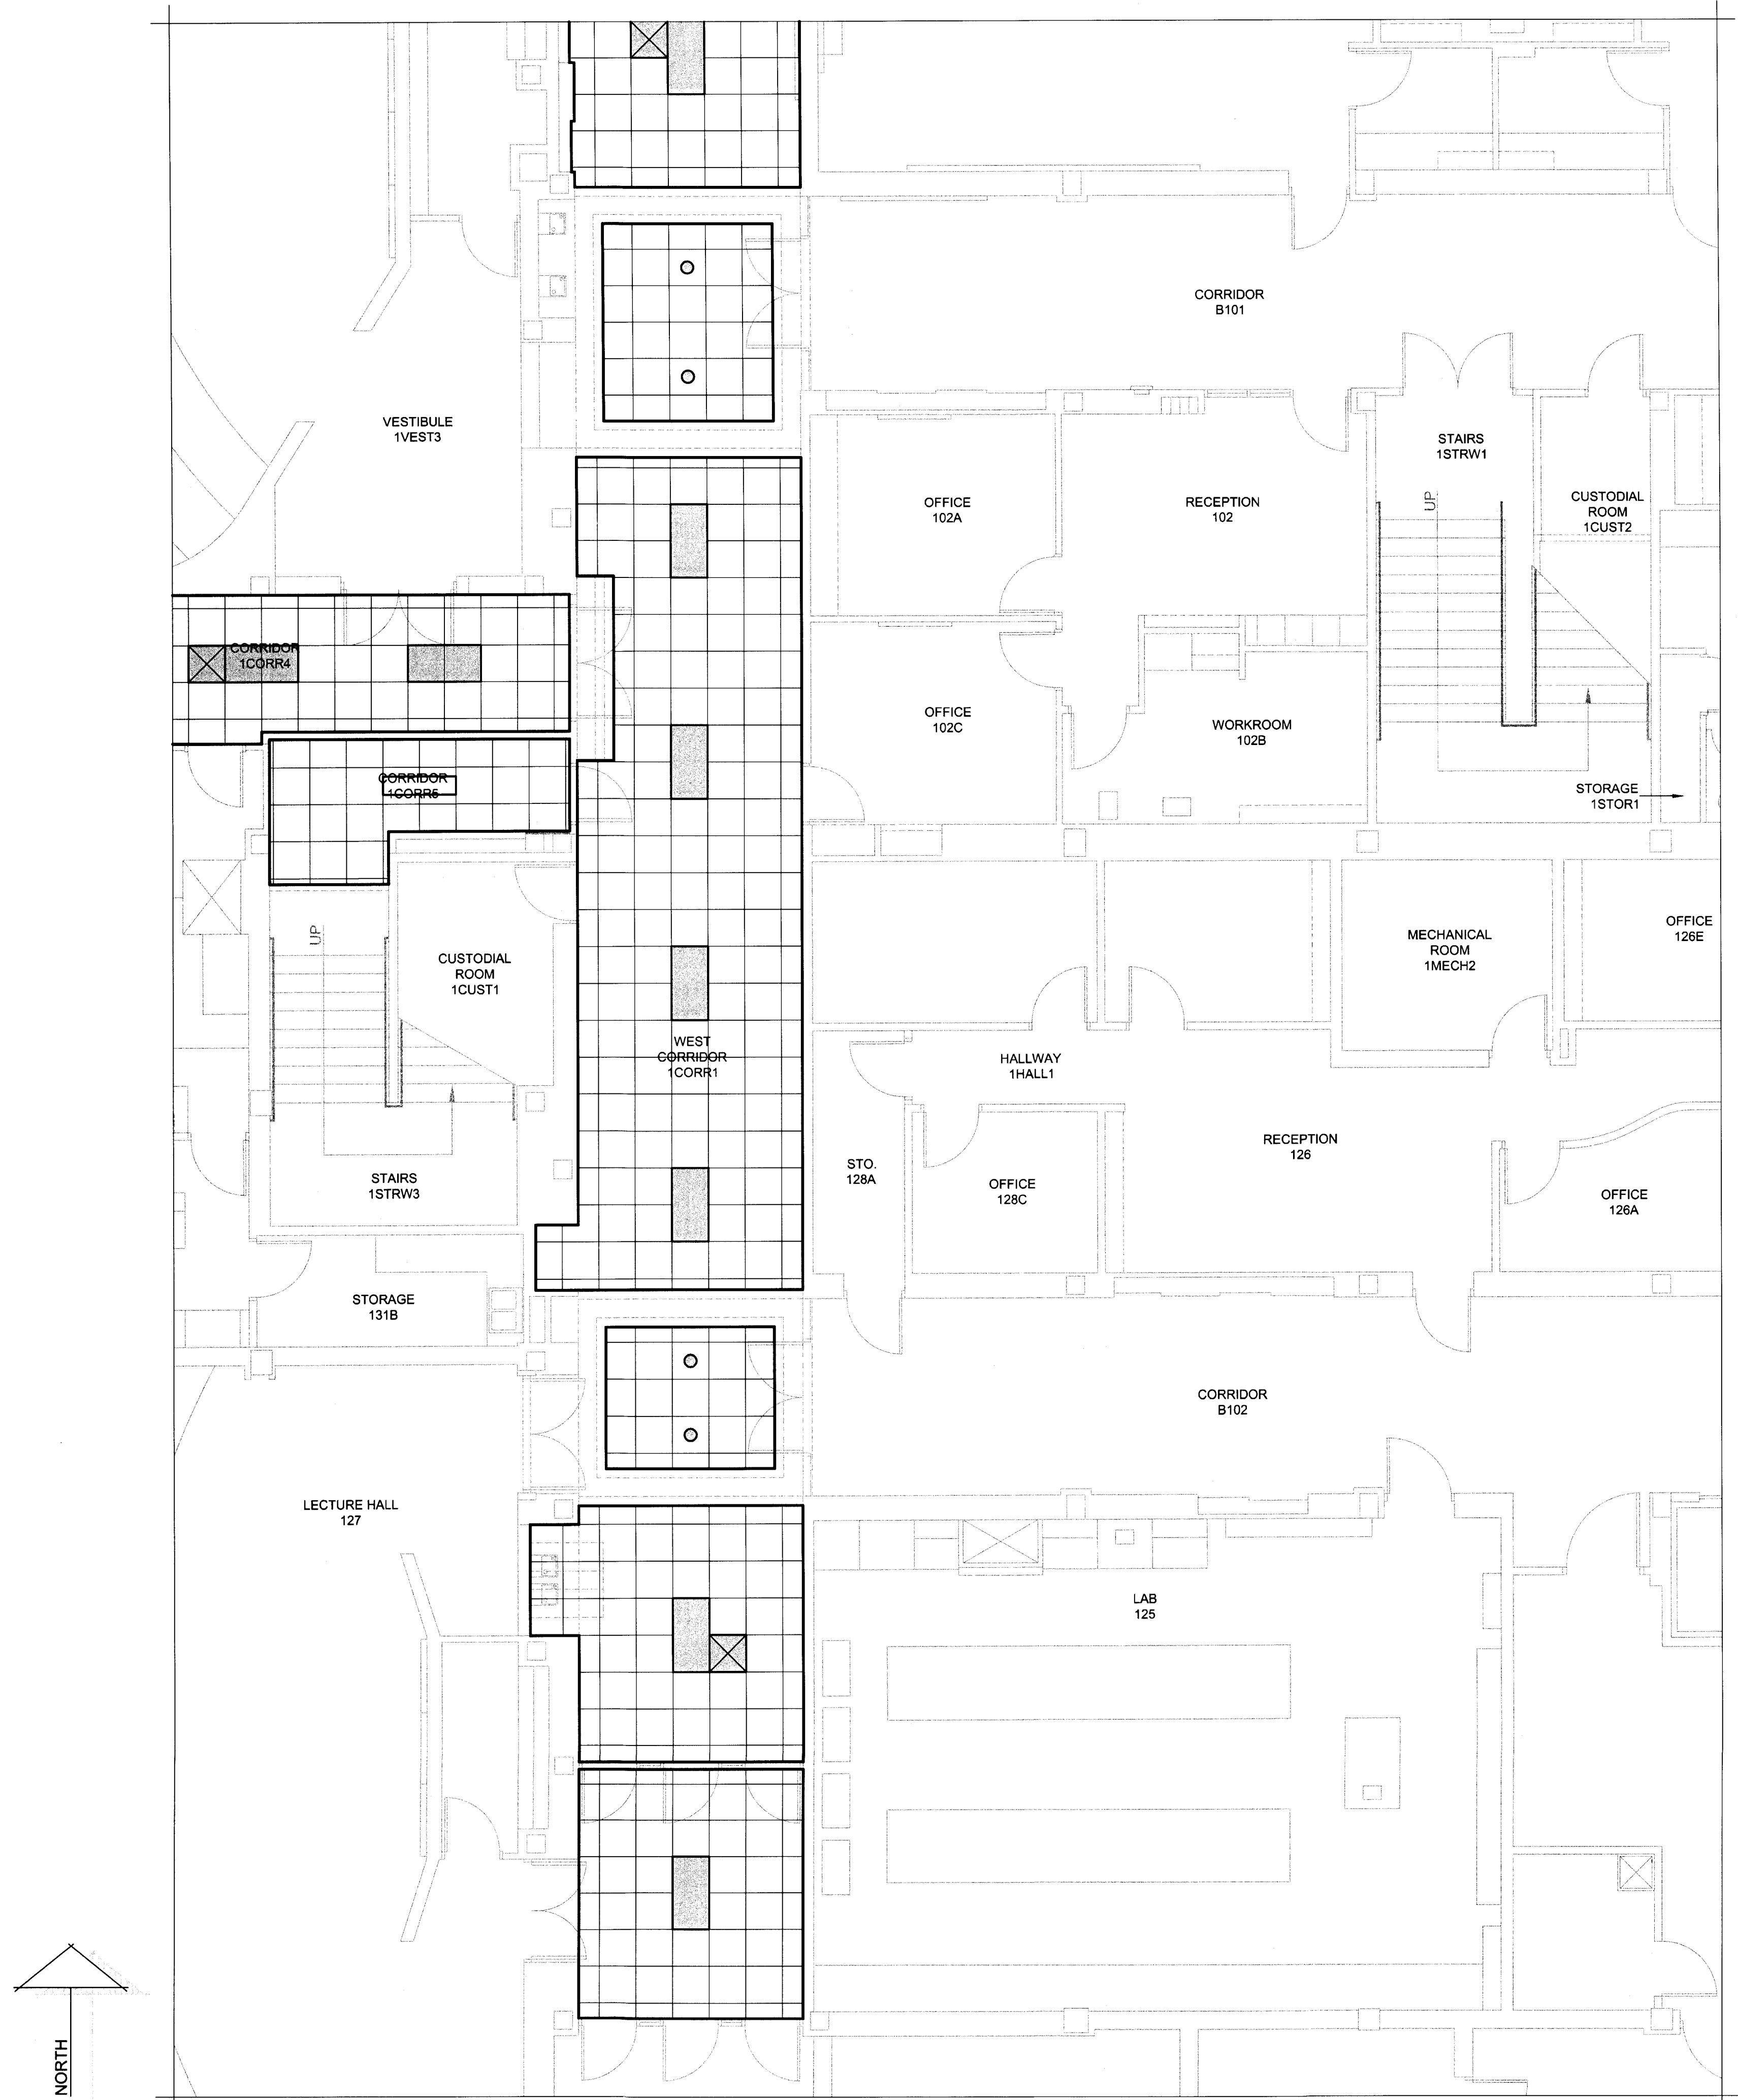 CORRIDOR
B101
VESTIBULE
1VEST3
STAIRS
1STRW1
UP
OFFICE
102A
RECEPTION
102
CUSTODIAL
ROOM
1CUST2
CORRIDOR
1CORR4
OFFICE
102C
WORKROOM
102B
CORRIDOR
1CORR5
STORAGE
1STOR1
UP
CUSTODIAL
ROOM
1CUST1
MECHANICAL
ROOM
1MECH2
OFFICE
126E
WEST
CORRIDOR
1CORR1
HALLWAY
1HALL1
STAIRS
1STRW3
STO.
128A
OFFICE
128C
RECEPTION
126
OFFICE
126A
STORAGE
131B
CORRIDOR
B102
LECTURE HALL
127
LAB
125
NORTH